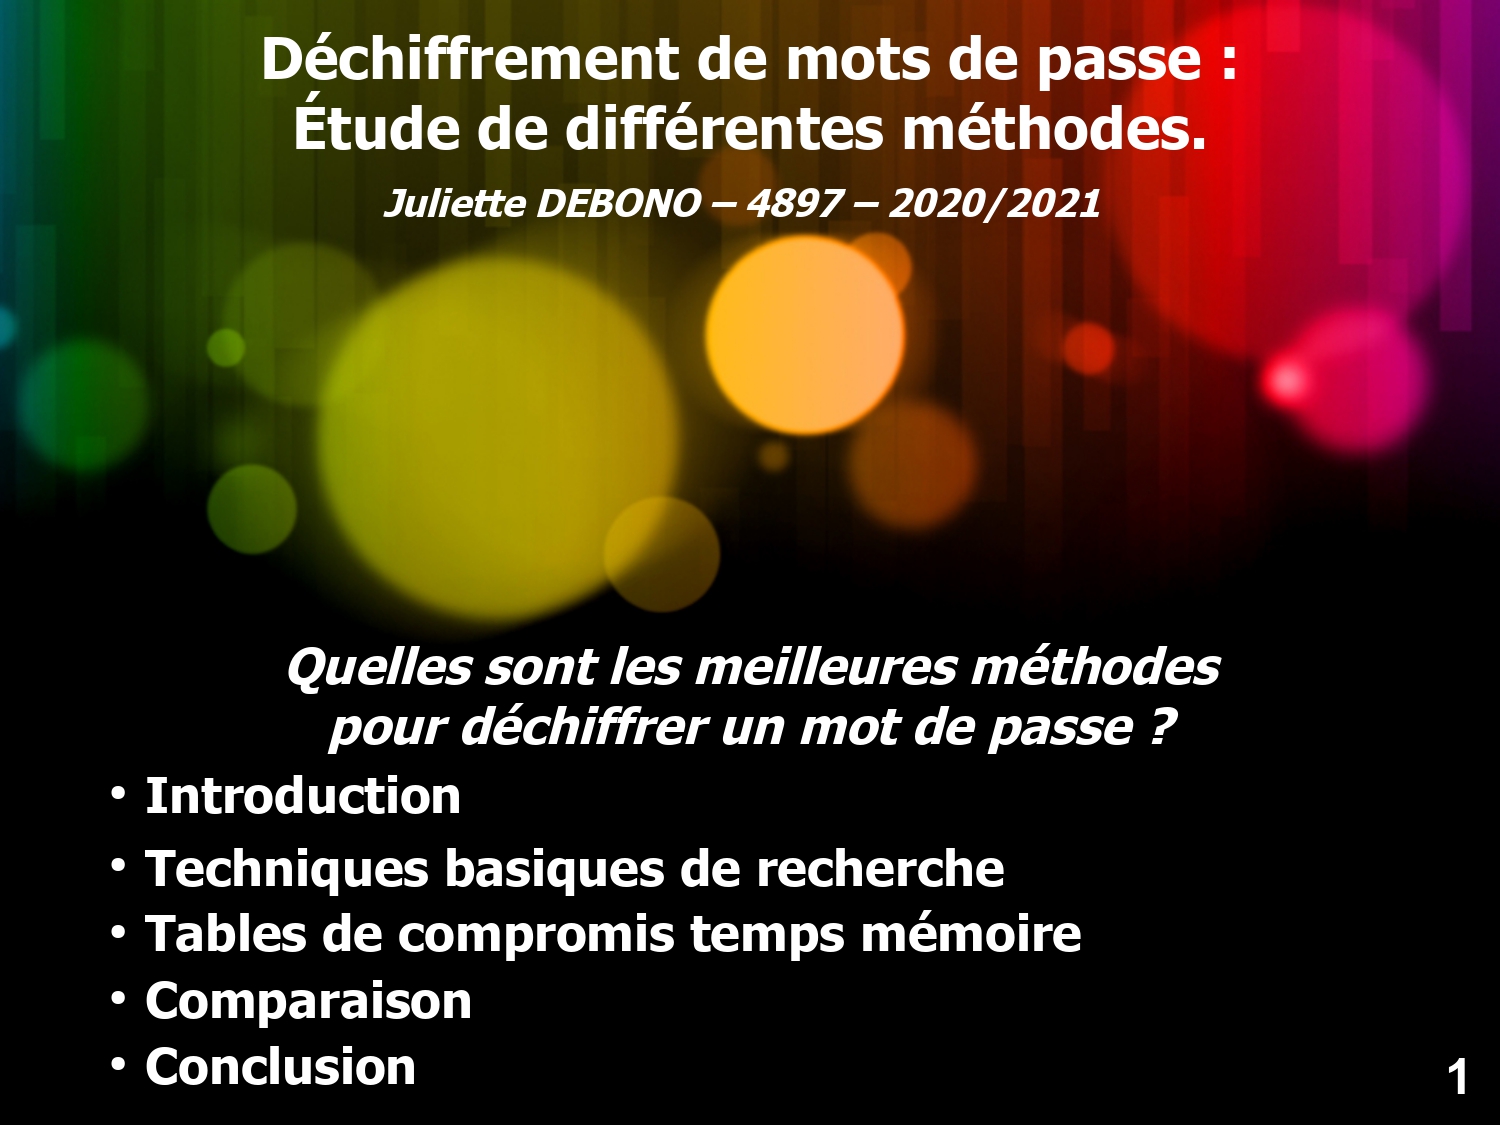 Déchiffrement de mots de passe :
Étude de différentes méthodes.
Juliette DEBONO – 4897 – 2020/2021
Quelles sont les meilleures méthodes
pour déchiffrer un mot de passe ?
• Introduction
• Techniques basiques de recherche
• Tables de compromis temps mémoire
• Comparaison
• Conclusion
1